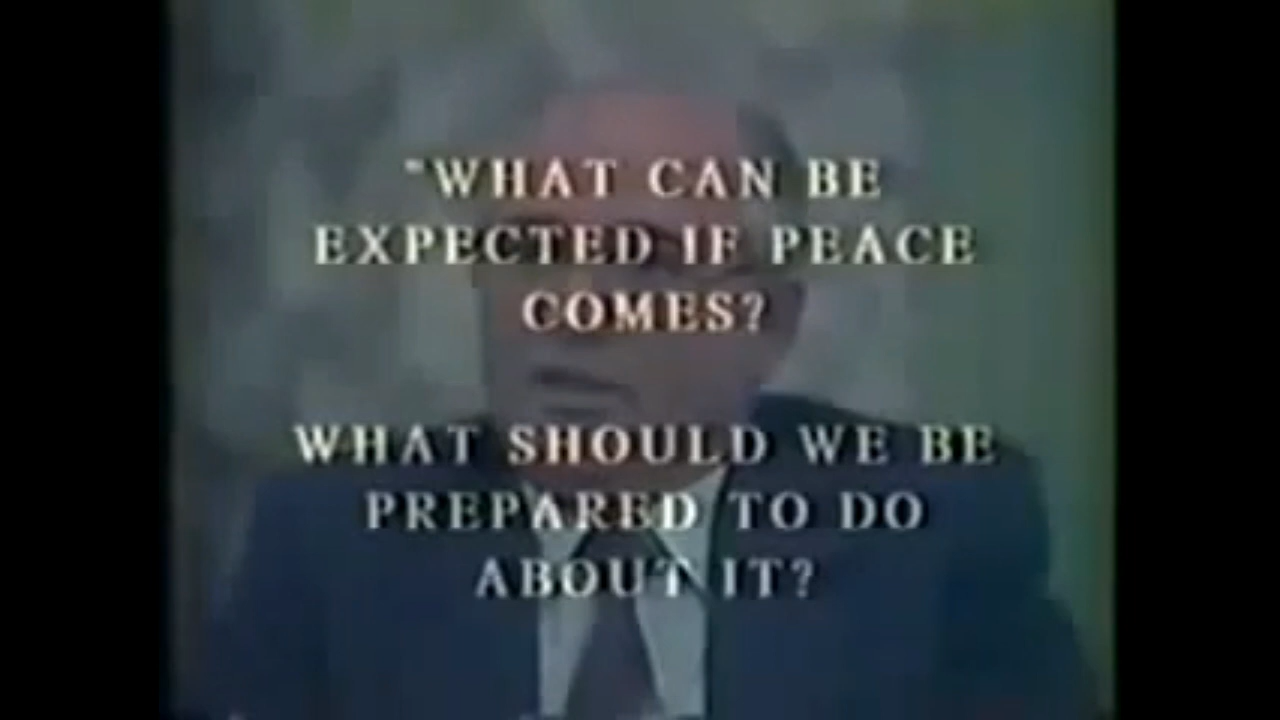 "WHAT CAN BE
EXPECTED IF PEACE
COMES?
WHAT SHOULD WE BE
PREPARED TO DO
ABOUT IT?